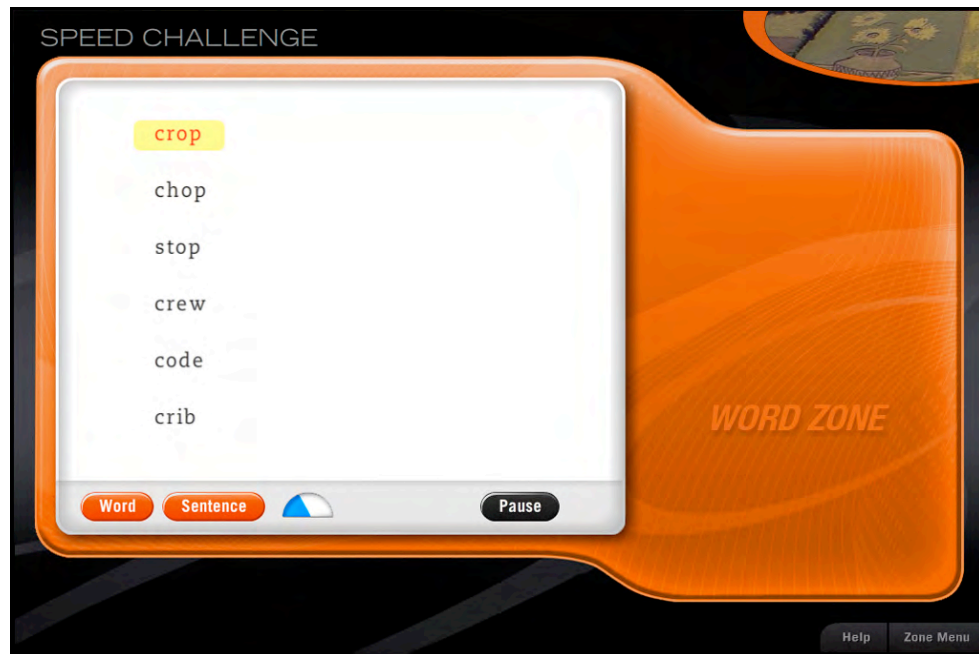 SPEED CHALLENGE
crop
chop
stop
crew
code
crib
WORD ZONE
Word Sentence Pause
Help Zone Menu